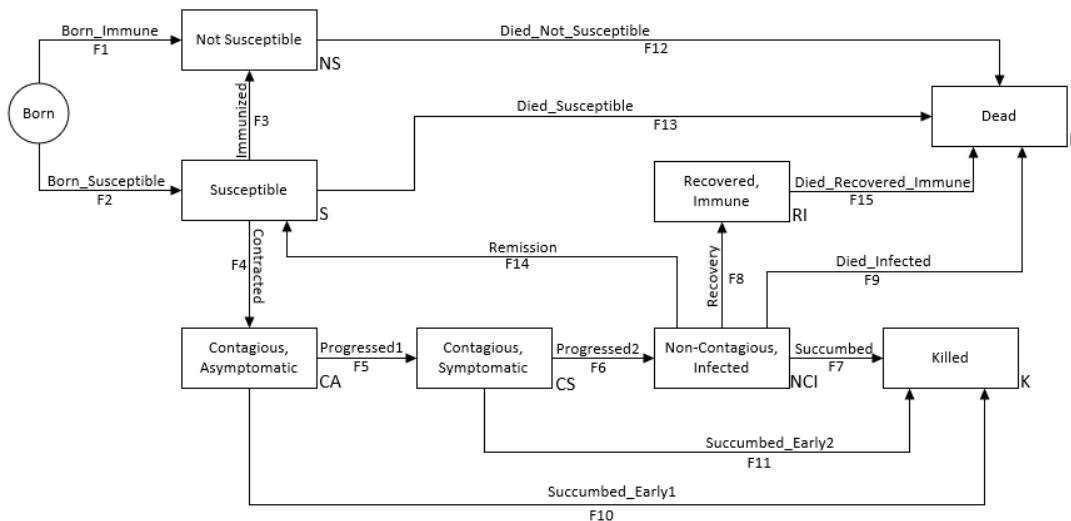 Born_Immune
F1
Not Susceptible
NS
Died_Not_Susceptible
F12
Born
Immunized
F3
Died_Susceptible
F13
Dead
Born_Susceptible
F2
Susceptible
S
Recovered,
Immune
RI
Died_Recovered_Immune
F15
Contracted
F4
Remission
F14
Recovery
F8
Died_Infected
F9
Contagious,
Asymptomatic
CA
Progressed1
F5
Contagious,
Symptomatic
CS
Progressed2
F6
Non-Contagious,
Infected
NCI
Succumbed
F7
Killed
K
Succumbed_Early2
F11
Succumbed_Early1
F10